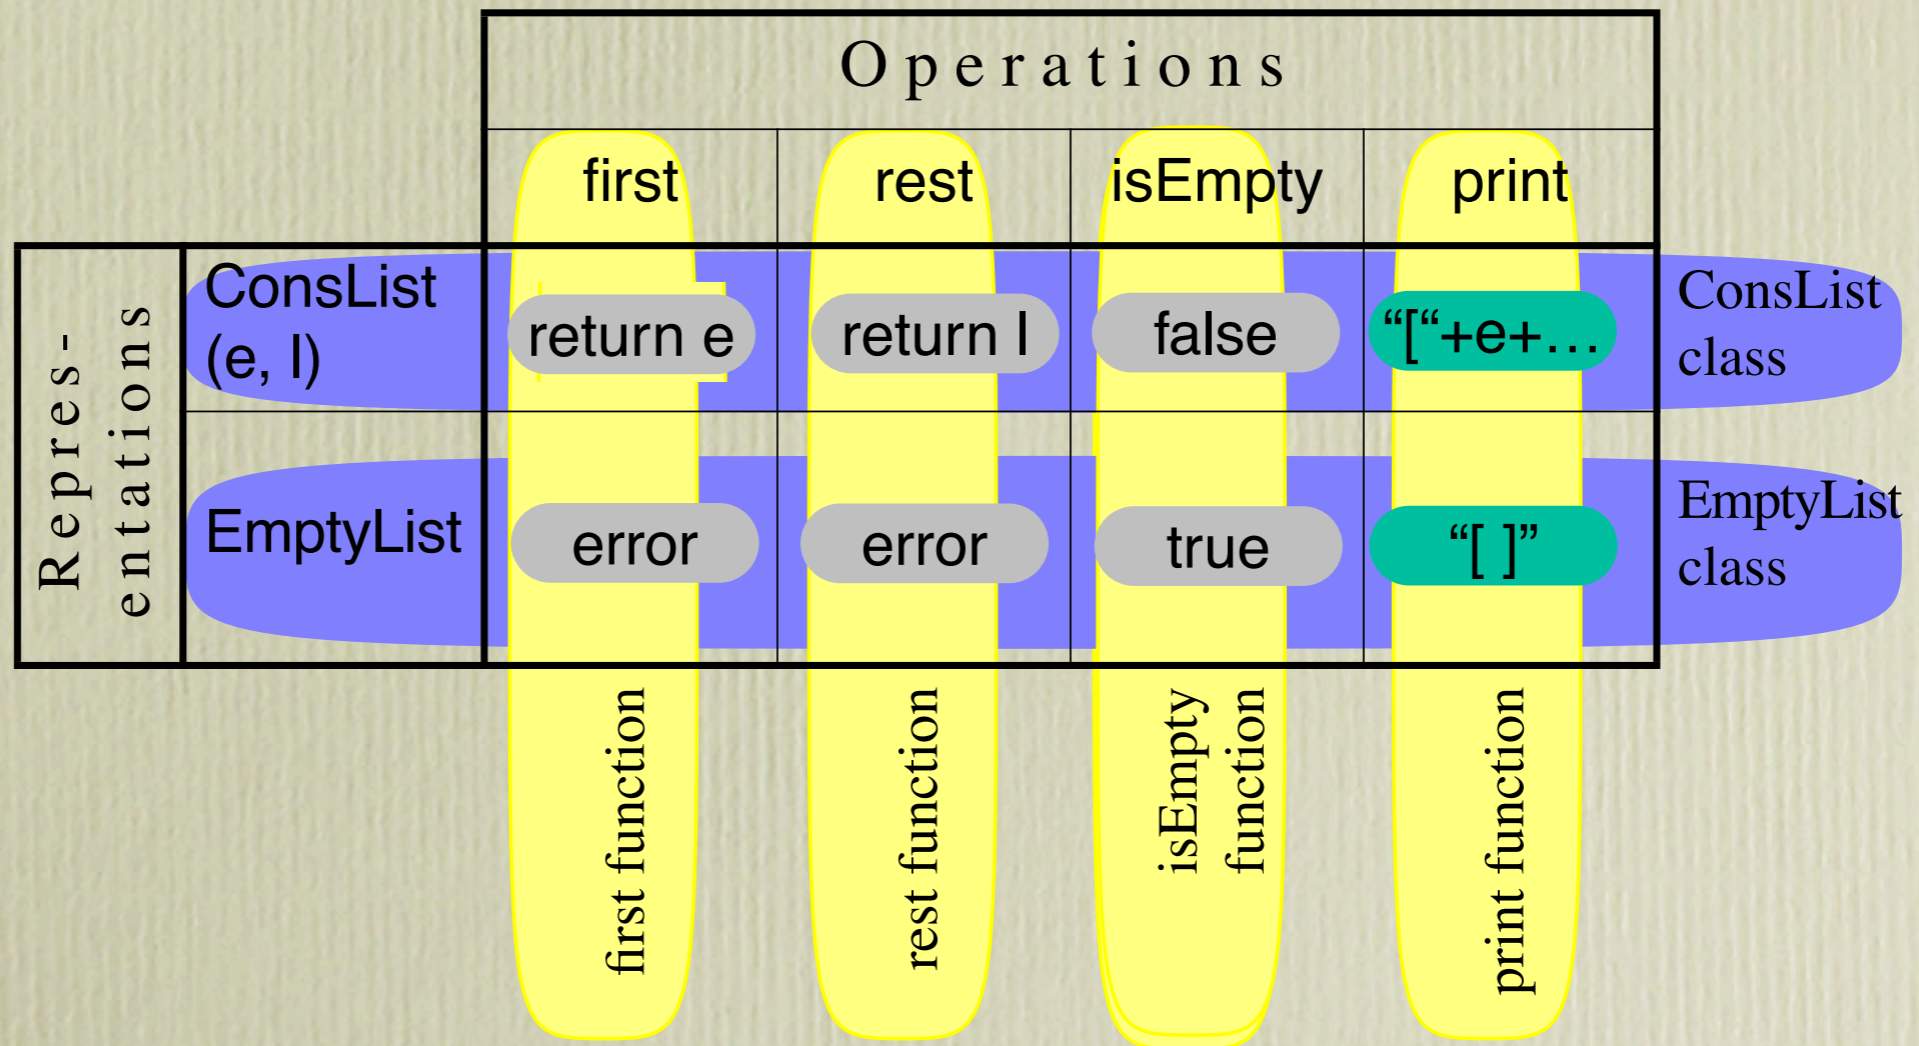 Operations
first rest isEmpty print
Repres-
entations
ConsList
(e, l)
return e return l false “[“+e+…
ConsList
class
EmptyList
error error true “[ ]”
EmptyList
class
first function
rest function
isEmpty
function
print function